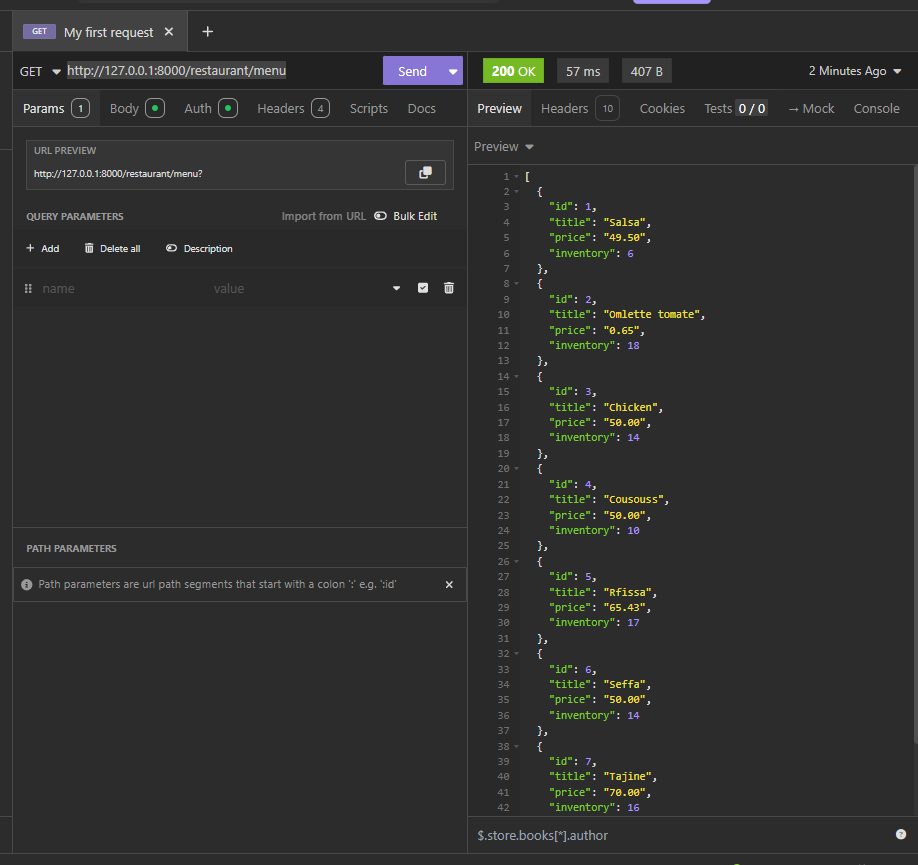 GET My first request
GET http://127.0.0.1:8000/restaurant/menu Send
Params 1 Body Auth Headers 4 Scripts Docs
URL PREVIEW
http://127.0.0.1:8000/restaurant/menu?
QUERY PARAMETERS Import from URL Bulk Edit
+ Add Delete all Description
name value
PATH PARAMETERS
Path parameters are url path segments that start with a colon ':' e.g. ':id'
200 OK 57 ms 407 B 2 Minutes Ago
Preview Headers 10 Cookies Tests 0 / 0 → Mock Console
Preview
1 [
2 {
3 "id": 1,
4 "title": "Salsa",
5 "price": "49.50",
6 "inventory": 6
7 },
8 {
9 "id": 2,
10 "title": "Omlette tomate",
11 "price": "0.65",
12 "inventory": 18
13 },
14 {
15 "id": 3,
16 "title": "Chicken",
17 "price": "50.00",
18 "inventory": 14
19 },
20 {
21 "id": 4,
22 "title": "Cousouss",
23 "price": "50.00",
24 "inventory": 10
25 },
26 {
27 "id": 5,
28 "title": "Rfissa",
29 "price": "65.43",
30 "inventory": 17
31 },
32 {
33 "id": 6,
34 "title": "Seffa",
35 "price": "50.00",
36 "inventory": 14
37 },
38 {
39 "id": 7,
40 "title": "Tajine",
41 "price": "70.00",
42 "inventory": 16
$.store.books[*].author